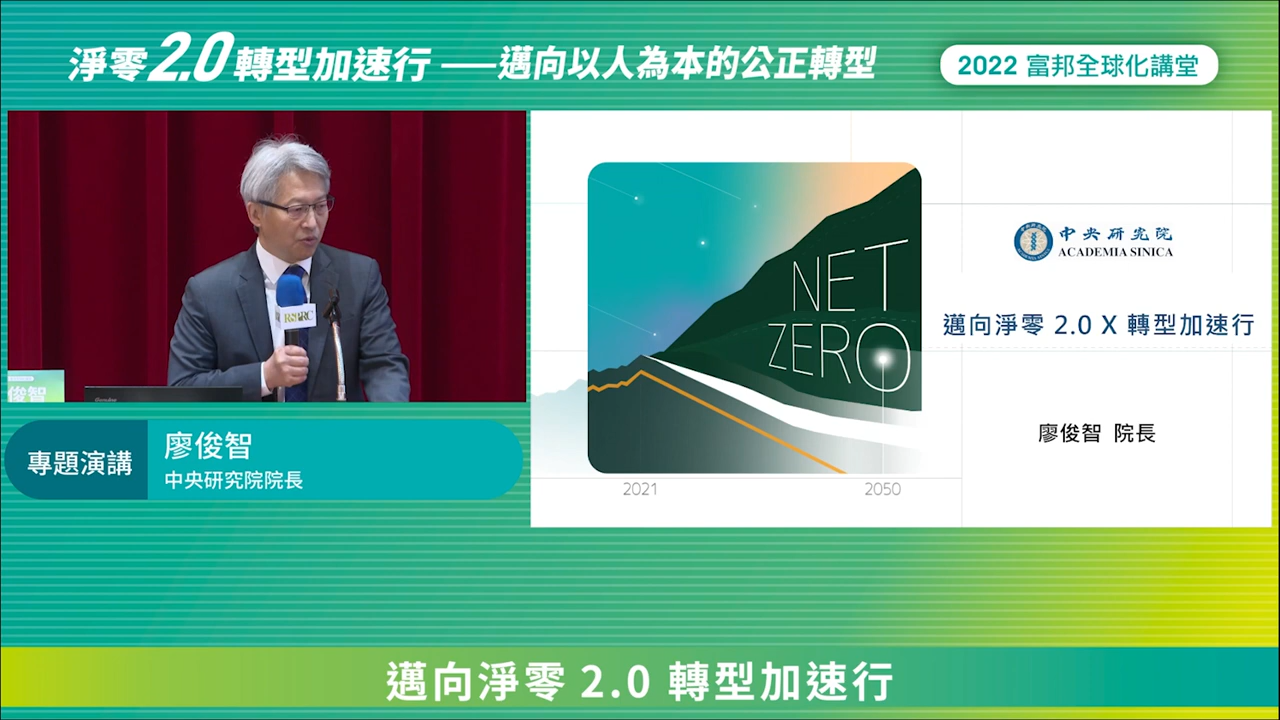 淨零2.0轉型加速行——邁向以人為本的公正轉型
2022 富邦全球化講堂
俊智
RSPRC
專題演講
廖俊智
中央研究院院長
NET
ZERO
2021
2050
中央研究院
ACADEMIA SINICA
邁向淨零 2.0 X 轉型加速行
廖俊智 院長
邁向淨零 2.0 轉型加速行